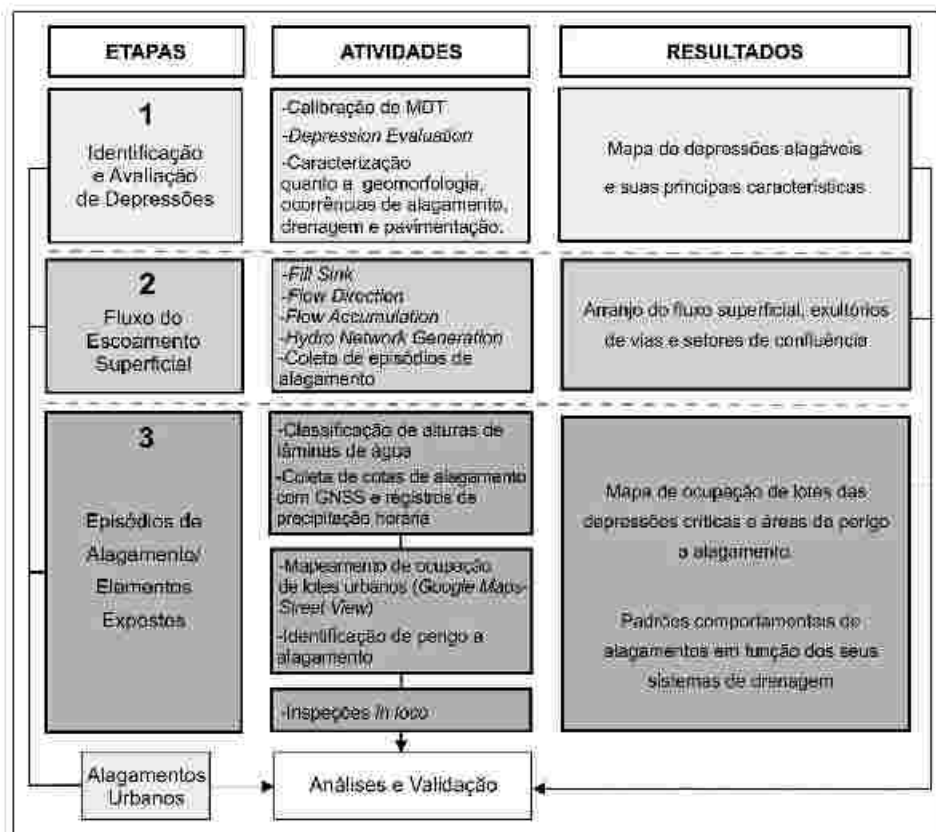 ETAPAS
ATIVIDADES
RESULTADOS
1
Identificação
e Avaliação
de Depressões
-Calibração do MDT
-Depression Evaluation
-Caracterização
quanto a geomorfologia,
ocorrências de alagamento,
drenagem e pavimentação.
Mapa de depressões alagáveis
e suas principais características
2
Fluxo do
Escoamento
Superficial
-Fill Sink
-Flow Direction
-Flow Accumulation
-Hydro Network Generation
-Coleta de episódios de
alagamento
Arranjo do fluxo superficial, exultórios
de vias e setores de confluência
3
Episódios de
Alagamento/
Elementos
Expostos
-Classificação de alturas de
lâminas de água
-Coleta de cotas de alagamento
com GNSS e registros de
precipitação horária
-Mapeamento de ocupação
de lotes urbanos (Google Maps-
Street View)
-Identificação de perigo a
alagamento
-Inspeções In loco
Mapa de ocupação de lotes das
depressões críticas e áreas de perigo
a alagamento
Padrões comportamentais de
alagamentos em função dos seus
sistemas de drenagem
Alagamentos
Urbanos
Análises e Validação